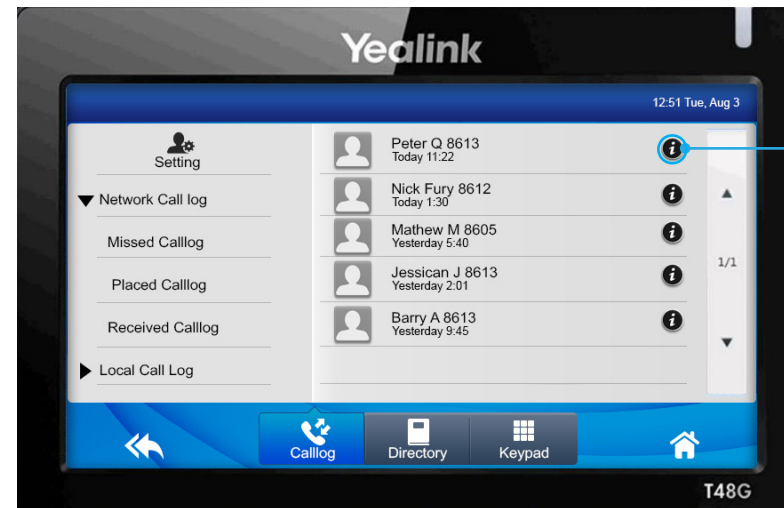 Yealink
12:51 Tue, Aug 3
Setting
Network Call log
Missed Calllog
Placed Calllog
Received Calllog
Local Call Log
Peter Q 8613
Today 11:22
Nick Fury 8612
Today 1:30
Mathew M 8605
Yesterday 5:40
Jessican J 8613
Yesterday 2:01
Barry A 8613
Yesterday 9:45
1/1
Calllog
Directory
Keypad
T48G